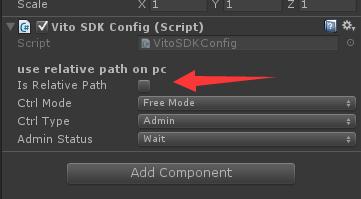 Scale X 1 Y 1 Z 1
Vito SDK Config (Script)
Script VitoSDKConfig
use relative path on pc
Is Relative Path
Ctrl Mode Free Mode
Ctrl Type Admin
Admin Status Wait
Add Component